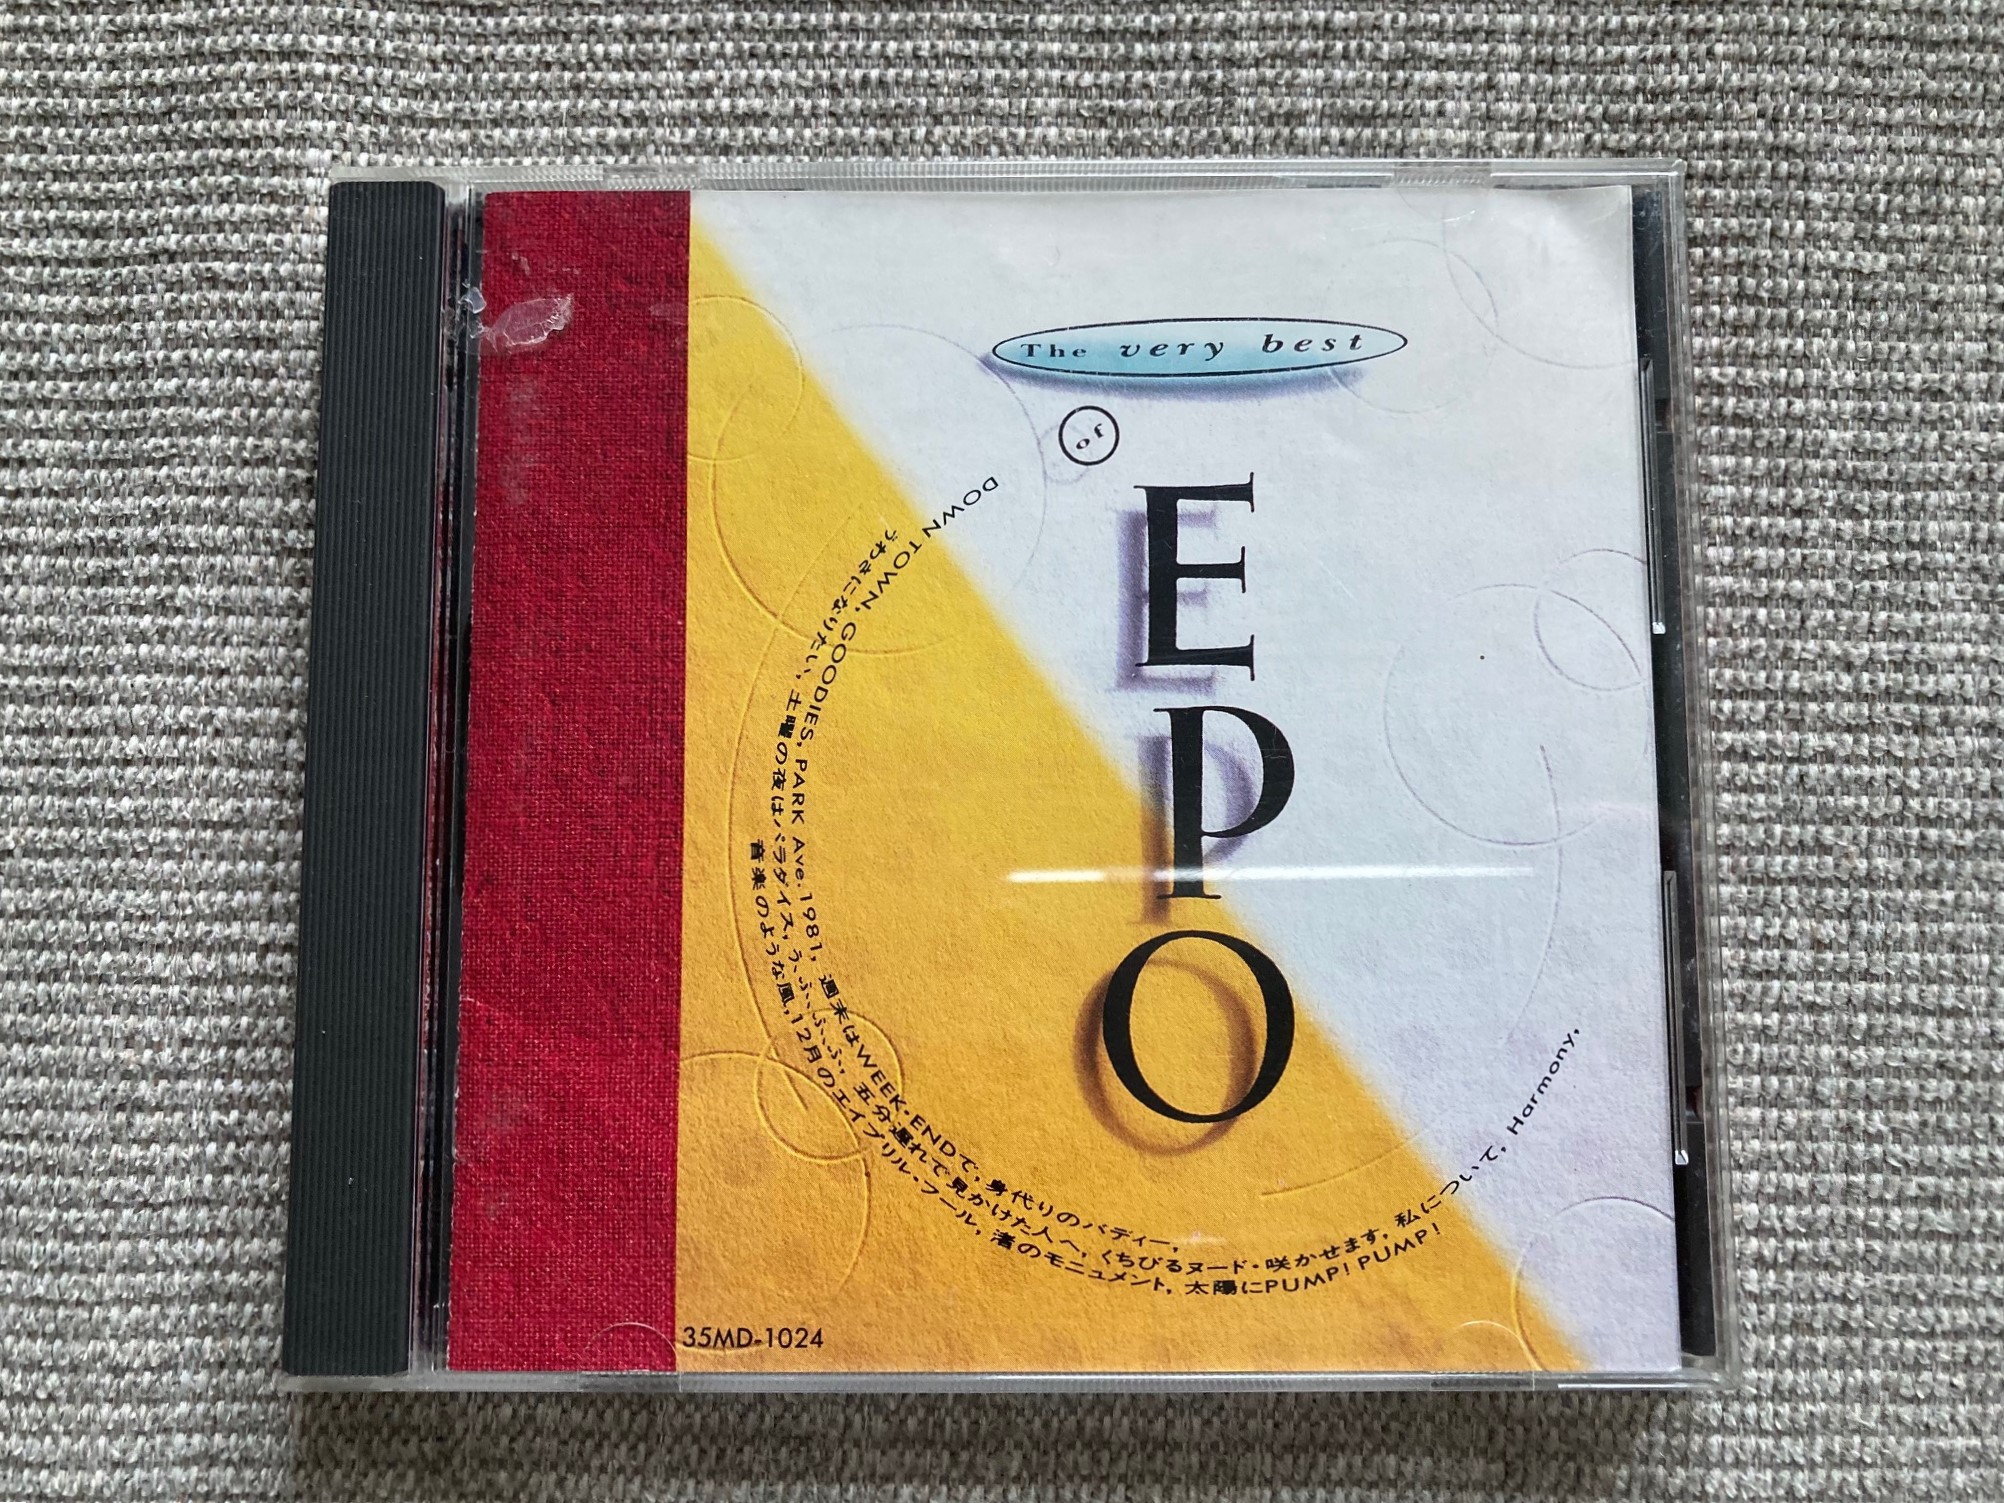 The very best
of
EPO
DOWN TOWN, GOODIES, PARK Ave.1981, 週末はWEEK・ENDで, 身代りのバディー,
うわさになりたい, 土曜の夜はパラダイス, う、ふ、ふ、ふ、, 五分遅れで見かけた人へ, くちびるヌード・咲かせます, 私について, Harmony,
音楽のような風, 12月のエイプリル・フール, 渚のモニュメント, 太陽にPUMP! PUMP!
35MD-1024